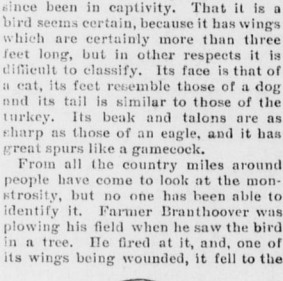 since been in captivity. That it is a
bird seems certain, because it has wings
which are certainly more than three
feet long, but in other respects it is
difficult to classify. Its face is that of
a cat, its feet resemble those of a dog
and its tail is similar to those of the
turkey. Its beak and talons are as
sharp as those of an eagle, and it has
great spurs like a gamecock.
From all the country miles around
people have come to look at the mon-
strosity, but no one has been able to
identify it. Farmer Branthoover was
plowing his field when he saw the bird
in a tree. He fired at it, and, one of
its wings being wounded, it fell to the